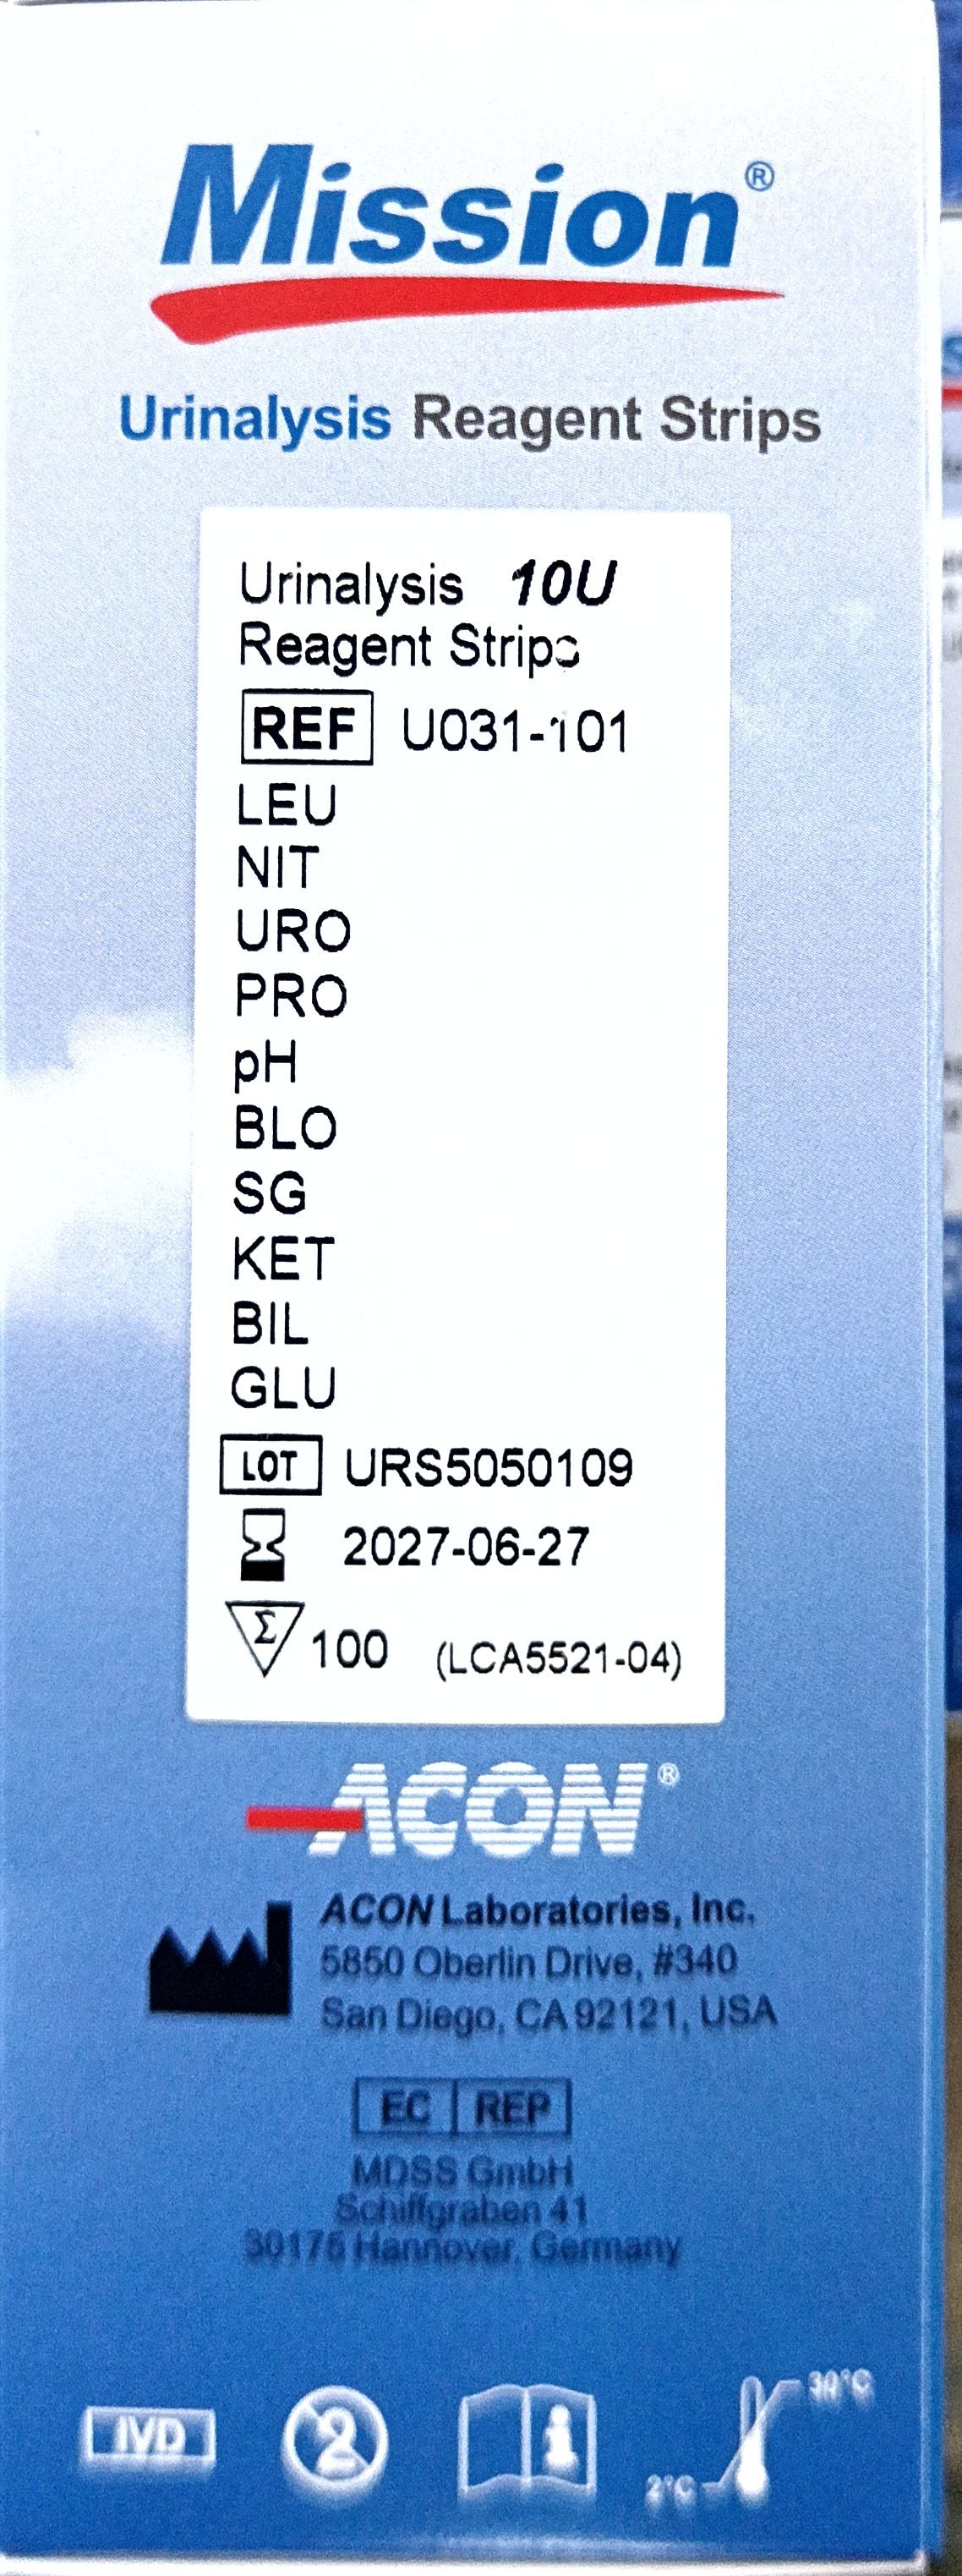 Mission®
Urinalysis Reagent Strips
Urinalysis 10U
Reagent Strips
REF U031-101
LEU
NIT
URO
PRO
pH
BLO
SG
KET
BIL
GLU
LOT URS5050109
2027-06-27
Σ 100 (LCA5521-04)
ACON®
ACON Laboratories, Inc.
5850 Oberlin Drive, #340
San Diego, CA 92121, USA
EC REP
MDSS GmbH
Schiffgraben 41
30175 Hannover, Germany
IVD 2 i 2°C 30°C